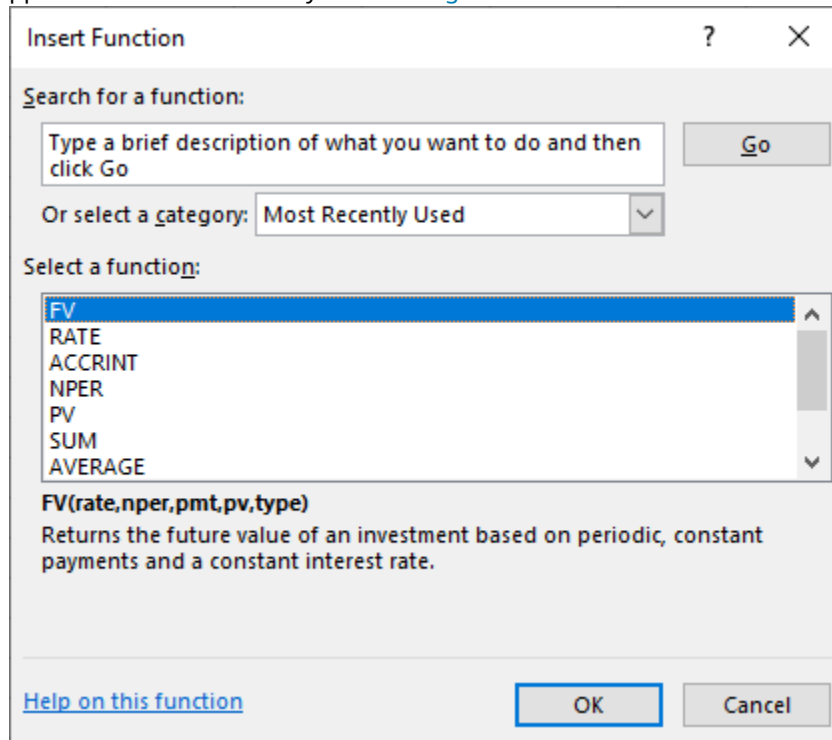 Insert Function ?
Search for a function:
Type a brief description of what you want to do and then
click Go
Go
Or select a category: Most Recently Used
Select a function:
FV
RATE
ACCRINT
NPER
PV
SUM
AVERAGE
FV(rate,nper,pmt,pv,type)
Returns the future value of an investment based on periodic, constant
payments and a constant interest rate.
Help on this function OK Cancel